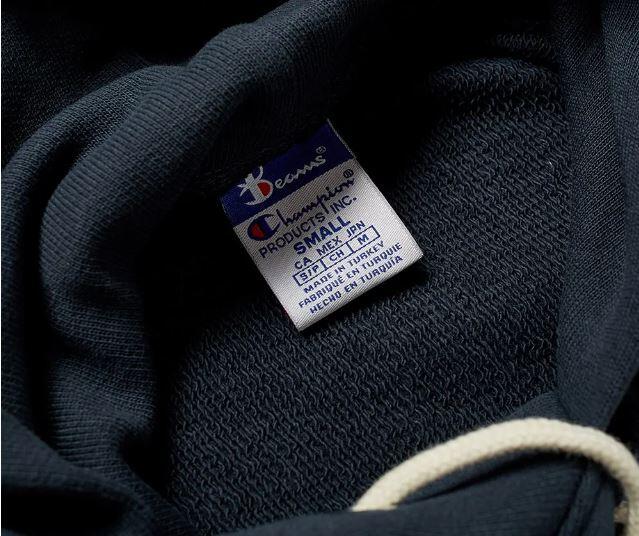 Beams®
Champion®
PRODUCTS INC.
SMALL
CA MEX JPN
S/P CH M
MADE IN TURKEY
FABRIQUÉ EN TURQUIE
HECHO EN TURQUÍA